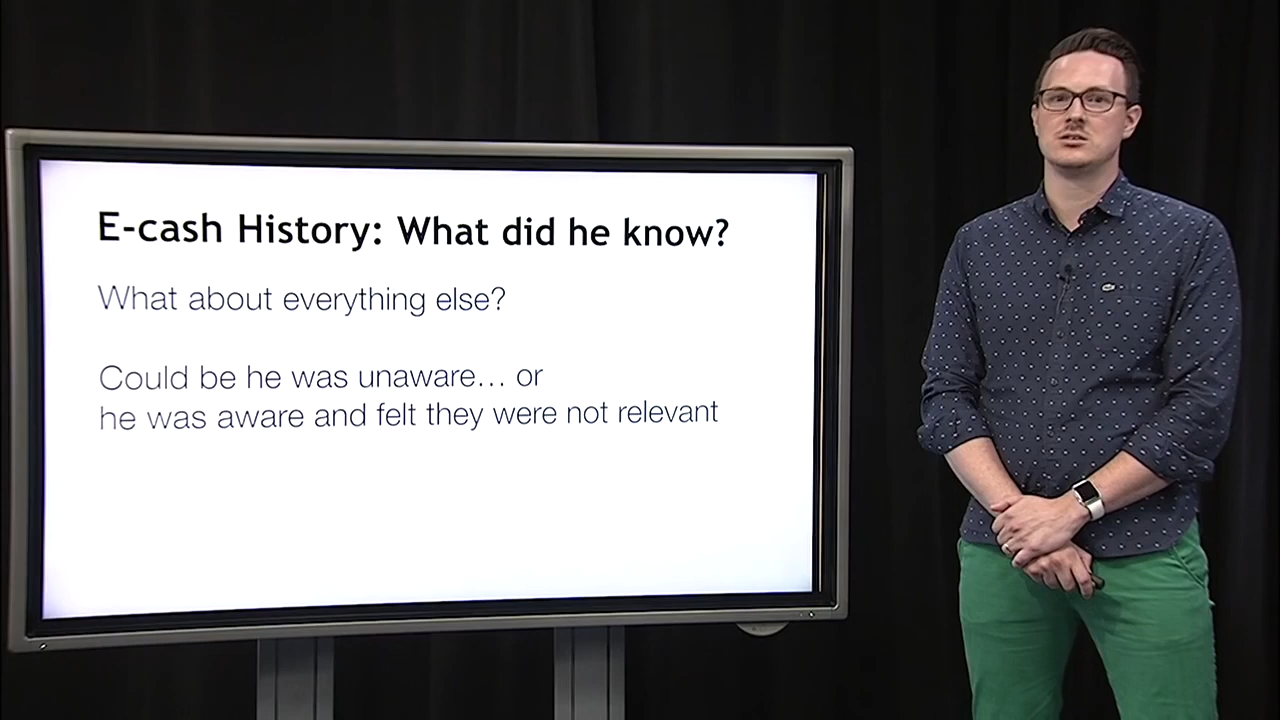 E-cash History: What did he know?
What about everything else?
Could be he was unaware… or
he was aware and felt they were not relevant